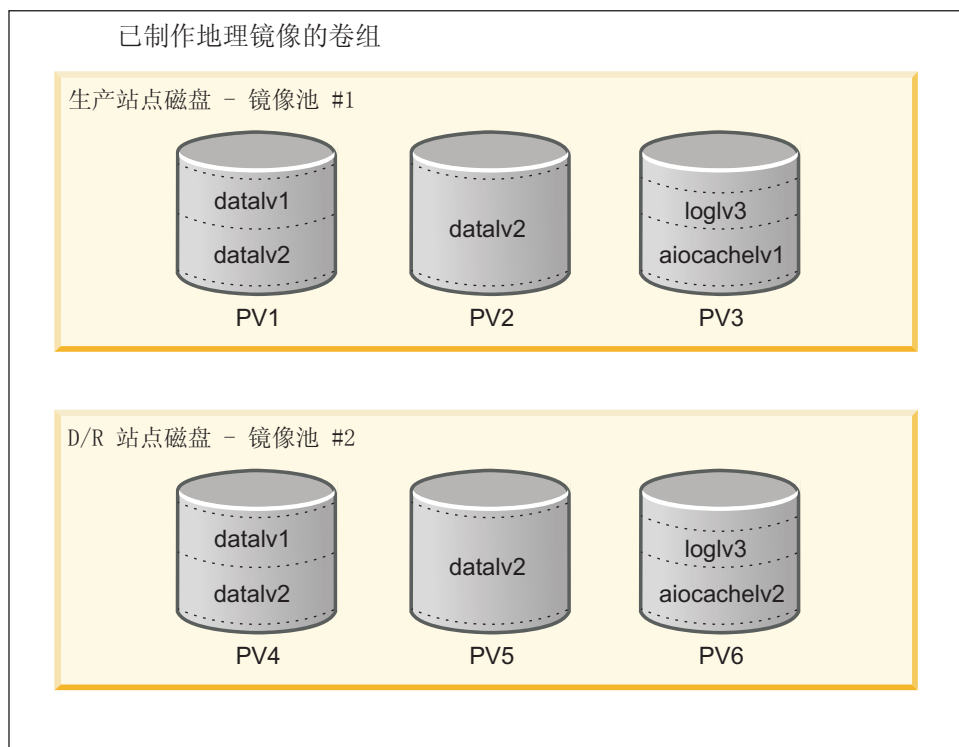 已制作地理镜像的卷组
生产站点磁盘 - 镜像池 #1
datalv1
datalv2
datalv2
loglv3
aiocachelv1
PV1
PV2
PV3
D/R 站点磁盘 - 镜像池 #2
datalv1
datalv2
datalv2
loglv3
aiocachelv2
PV4
PV5
PV6